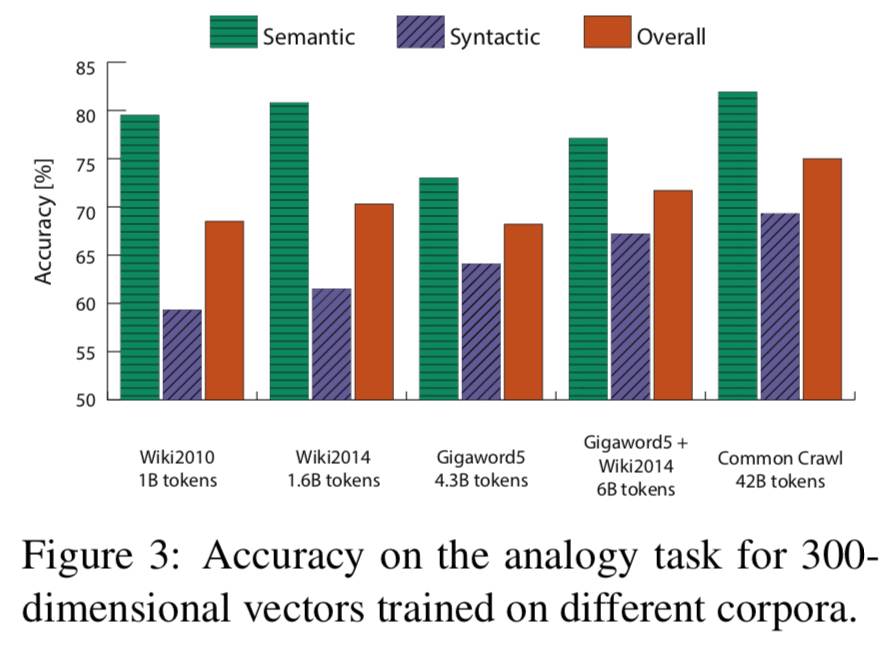 Semantic Syntactic Overall
85
80
75
70
65
60
55
50
Accuracy [%]
Wiki2010
1B tokens
Wiki2014
1.6B tokens
Gigaword5
4.3B tokens
Gigaword5 +
Wiki2014
6B tokens
Common Crawl
42B tokens
Figure 3: Accuracy on the analogy task for 300-
dimensional vectors trained on different corpora.